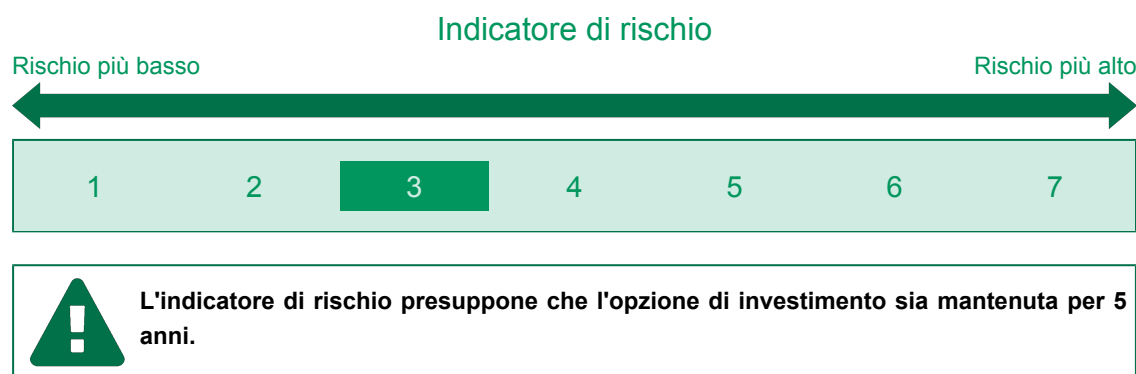 Indicatore di rischio
Rischio più basso Rischio più alto
1 2 3 4 5 6 7
L'indicatore di rischio presuppone che l'opzione di investimento sia mantenuta per 5
anni.